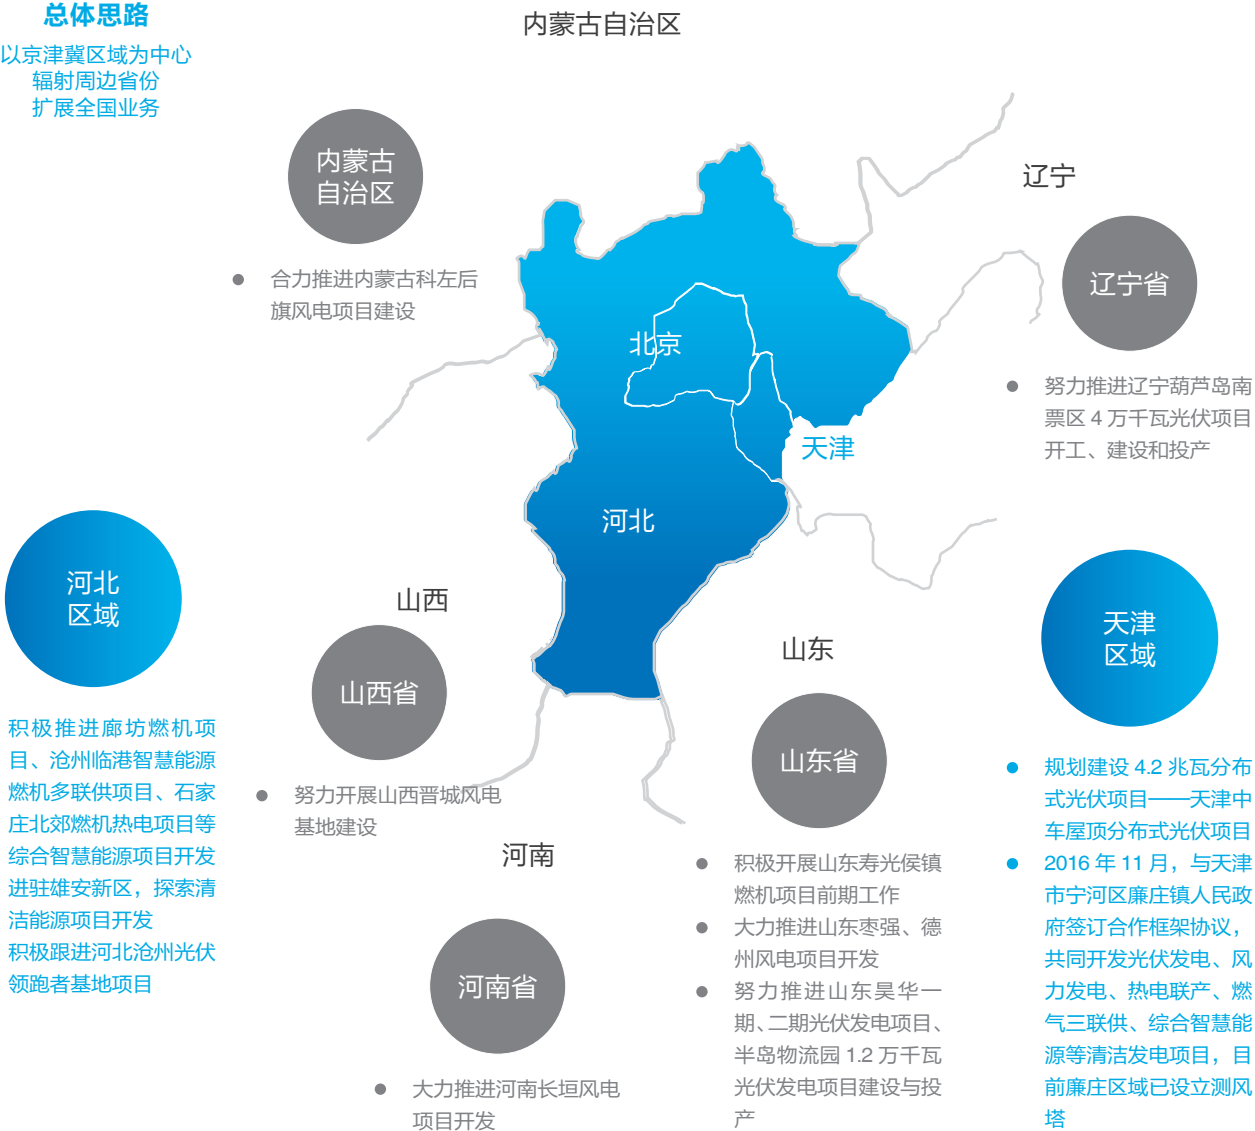 总体思路
以京津冀区域为中心
辐射周边省份
扩展全国业务
内蒙古自治区
内蒙古
自治区
合力推进内蒙古科左后
旗风电项目建设
辽宁
辽宁省
努力推进辽宁葫芦岛南
票区 4 万千瓦光伏项目
开工、建设和投产
北京
天津
河北
河北
区域
积极推进廊坊燃机项
目、沧州临港智慧能源
燃机多联供项目、石家
庄北郊燃机热电项目等
综合智慧能源项目开发
进驻雄安新区，探索清
洁能源项目开发
积极跟进河北沧州光伏
领跑者基地项目
山西
山西省
努力开展山西晋城风电
基地建设
河南
河南省
大力推进河南长垣风电
项目开发
山东
山东省
积极开展山东寿光侯镇
燃机项目前期工作
大力推进山东枣强、德
州风电项目开发
努力推进山东昊华一
期、二期光伏发电项目、
半岛物流园 1.2 万千瓦
光伏发电项目建设与投
产
天津
区域
规划建设 4.2 兆瓦分布
式光伏项目——天津中
车屋顶分布式光伏项目
2016 年 11 月，与天津
市宁河区廉庄镇人民政
府签订合作框架协议，
共同开发光伏发电、风
力发电、热电联产、燃
气三联供、综合智慧能
源等清洁发电项目，目
前廉庄区域已设立测风
塔